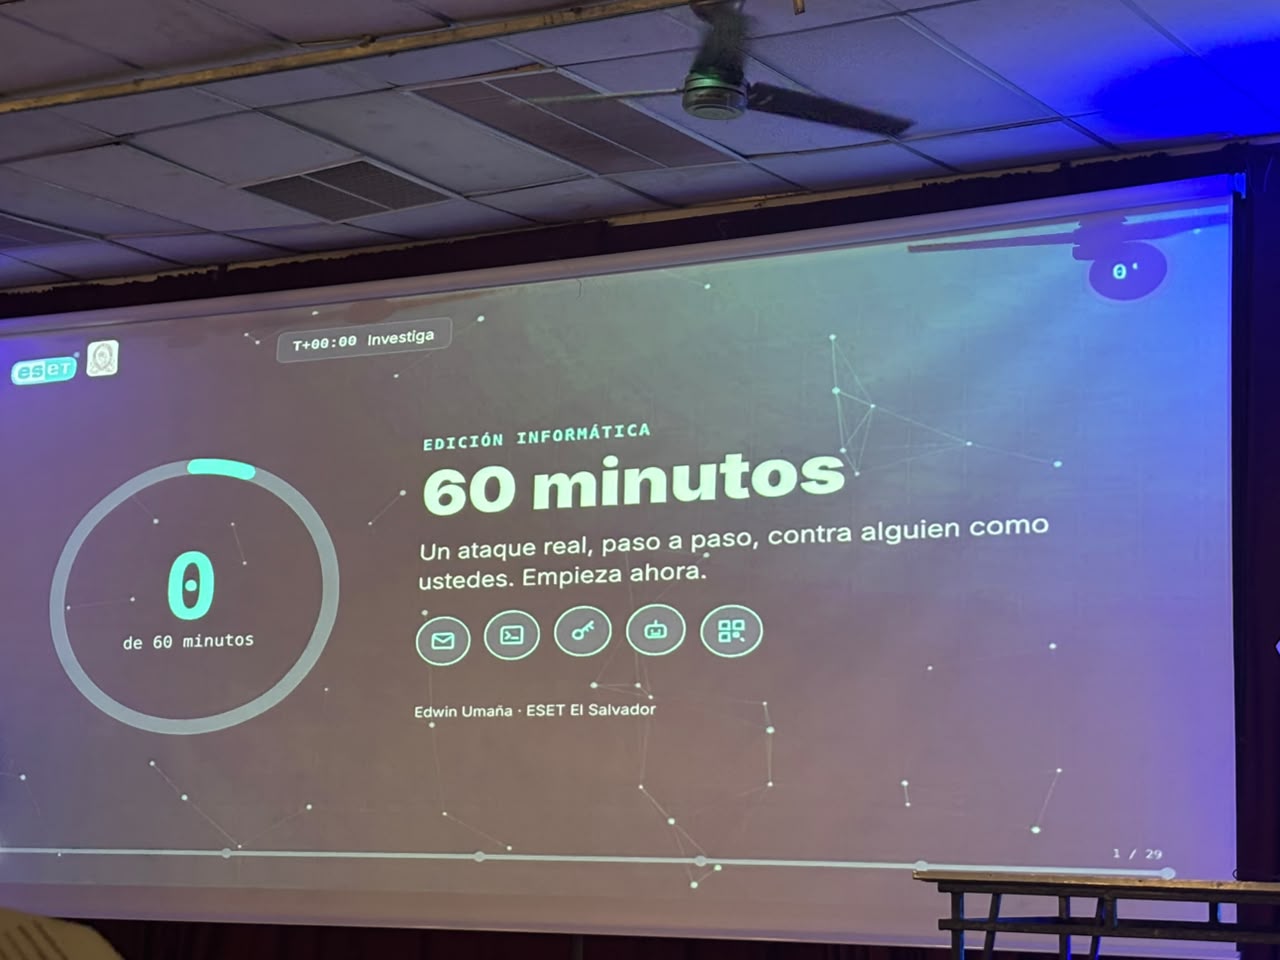 eset
T+00:00 Investiga
0'
EDICIÓN INFORMÁTICA
60 minutos
Un ataque real, paso a paso, contra alguien como
ustedes. Empieza ahora.
0
de 60 minutos
Edwin Umaña · ESET El Salvador
1 / 29